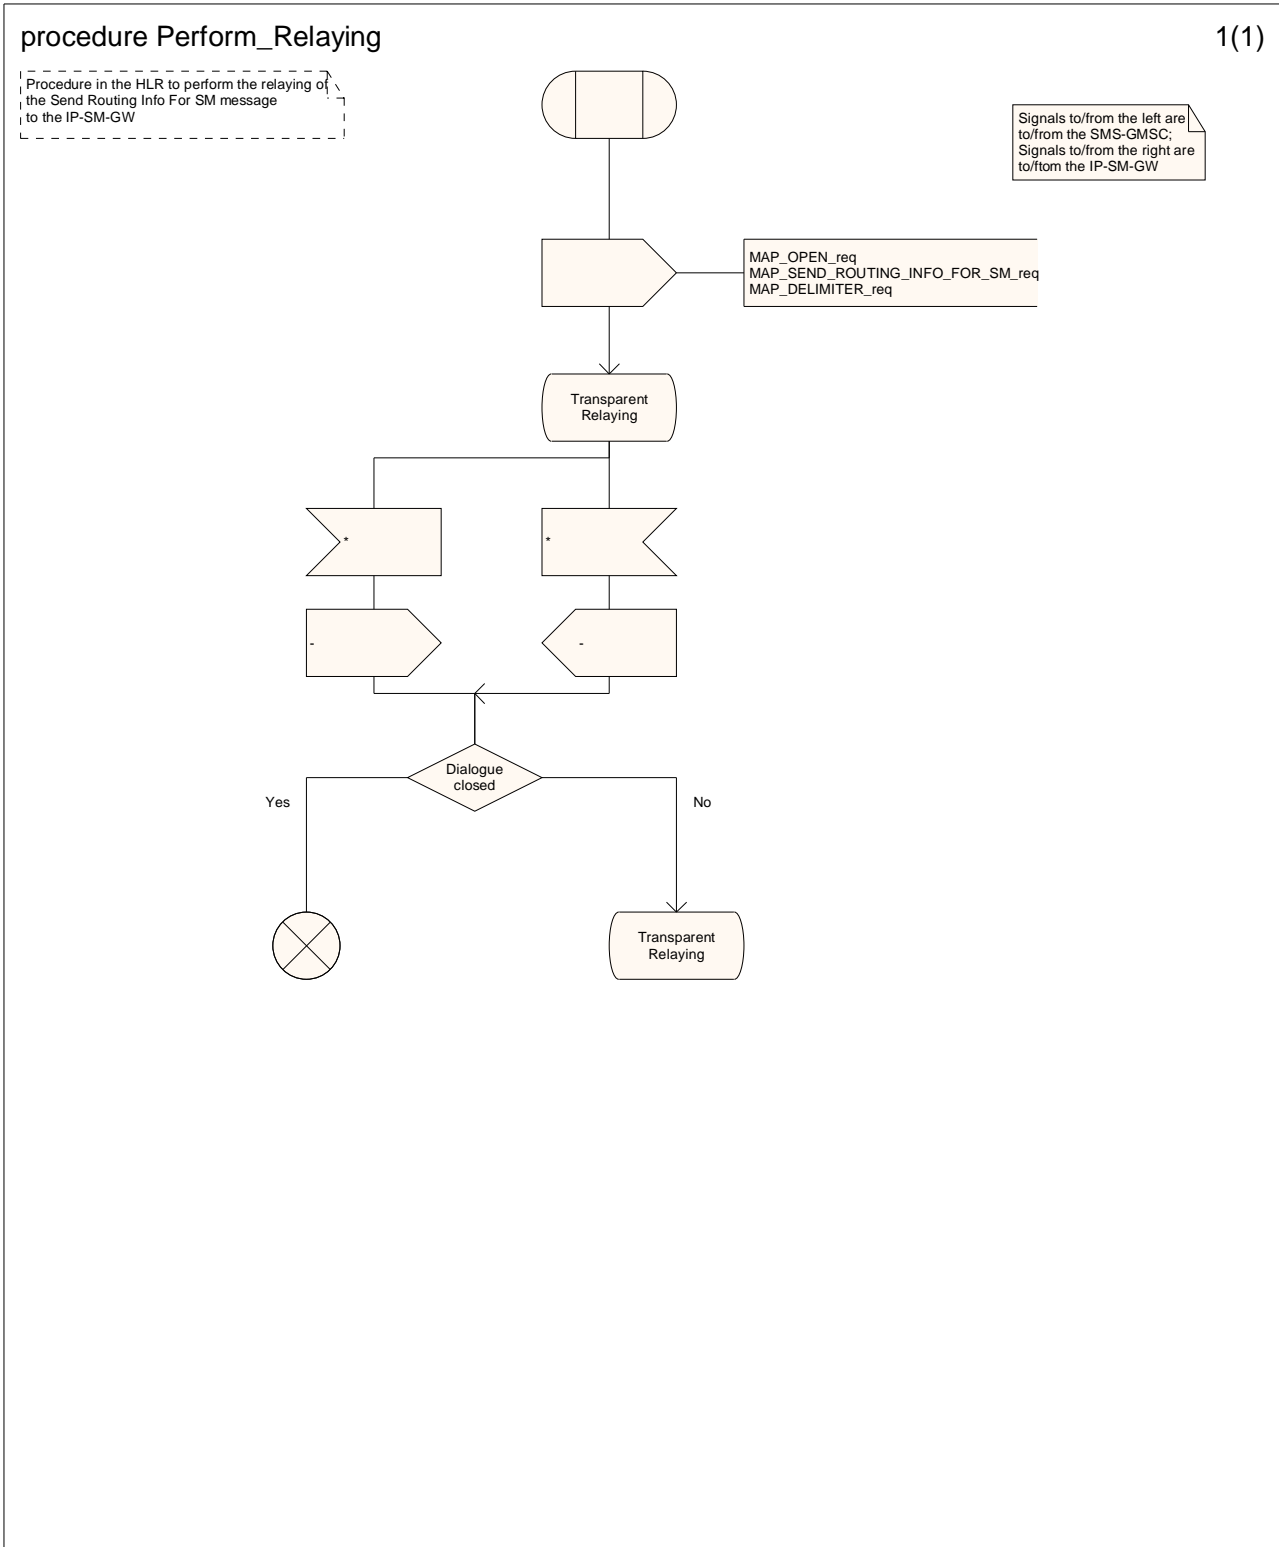 procedure Perform_Relaying
1(1)
Procedure in the HLR to perform the relaying of
the Send Routing Info For SM message
to the IP-SM-GW
Signals to/from the left are
to/from the SMS-GMSC;
Signals to/from the right are
to/ftom the IP-SM-GW
MAP_OPEN_req
MAP_SEND_ROUTING_INFO_FOR_SM_req
MAP_DELIMITER_req
Transparent
Relaying
*
*
-
-
Dialogue
closed
Yes
No
Transparent
Relaying